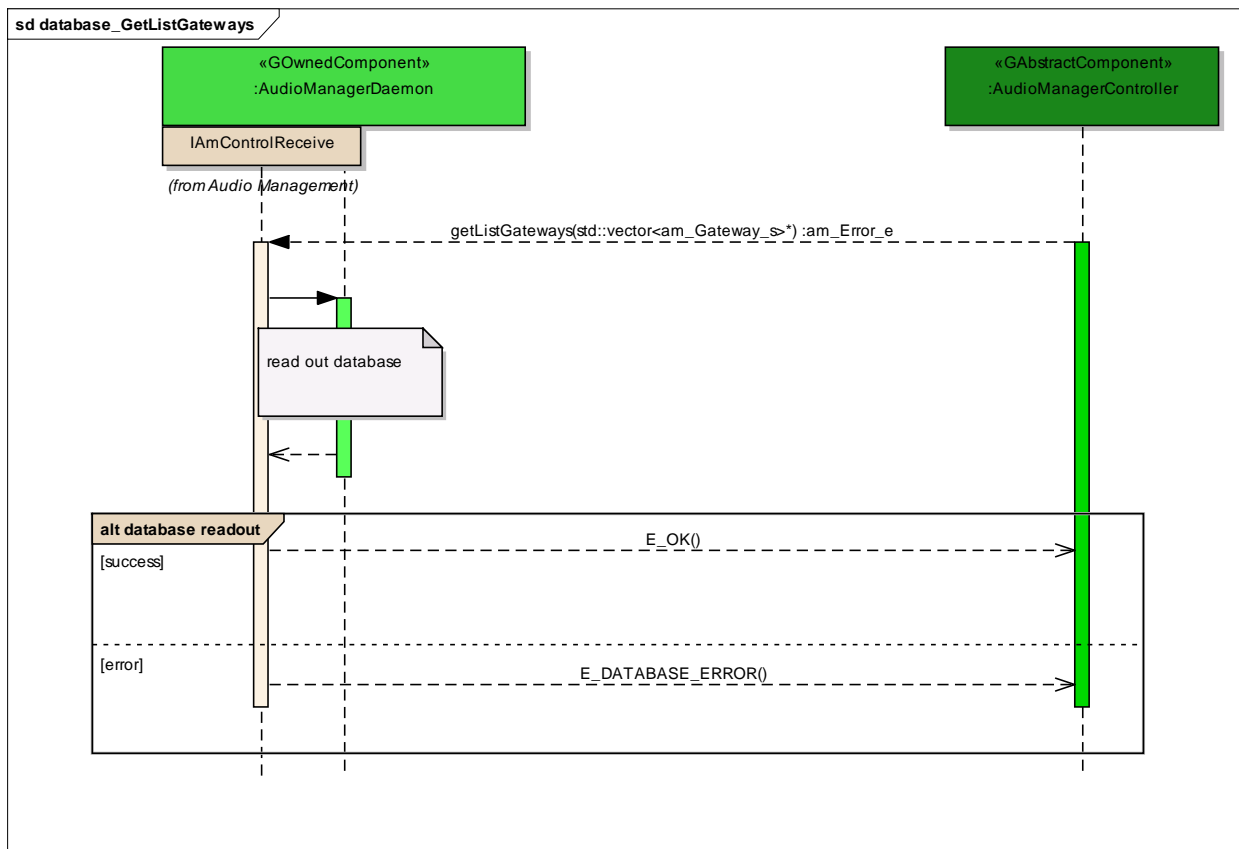 sd database_GetListGateways
«GOwnedComponent»
:AudioManagerDaemon
«GAbstractComponent»
:AudioManagerController
IAmControlReceive
(from Audio Management)
getListGateways(std::vector<am_Gateway_s>*) :am_Error_e
read out database
alt database readout
E_OK()
[success]
[error]
E_DATABASE_ERROR()